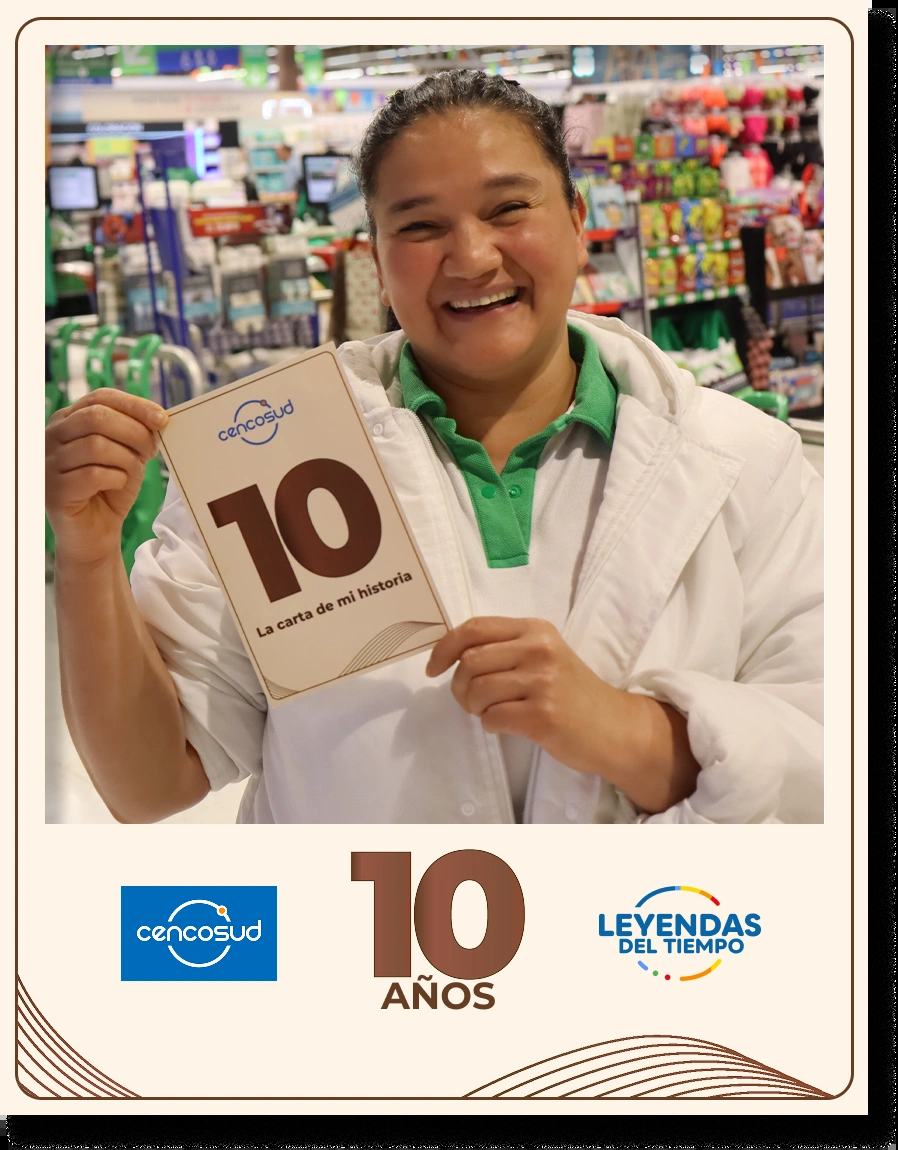 cencosud
10
La carta de mi historia
cencosud
10
AÑOS
LEYENDAS
DEL TIEMPO